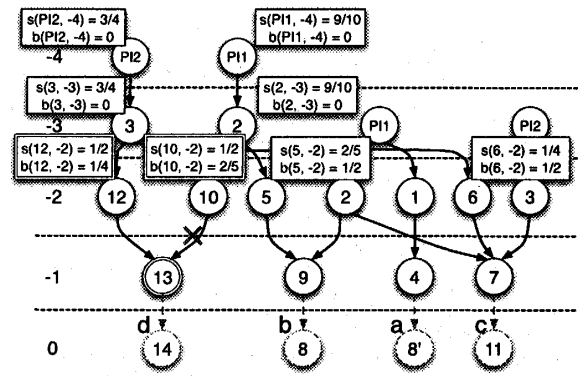 s(PI2, -4) = 3/4
b(PI2, -4) = 0
s(PI1, -4) = 9/10
b(PI1, -4) = 0
-4
PI2
PI1
s(3, -3) = 3/4
b(3, -3) = 0
s(2, -3) = 9/10
b(2, -3) = 0
-3
3
2
PI1
PI2
s(12, -2) = 1/2
b(12, -2) = 1/4
s(10, -2) = 1/2
b(10, -2) = 2/5
s(5, -2) = 2/5
b(5, -2) = 1/2
s(6, -2) = 1/4
b(6, -2) = 1/2
-2
12
10
5
2
1
6
3
-1
13
9
4
7
d
b
a
c
0
14
8
8'
11